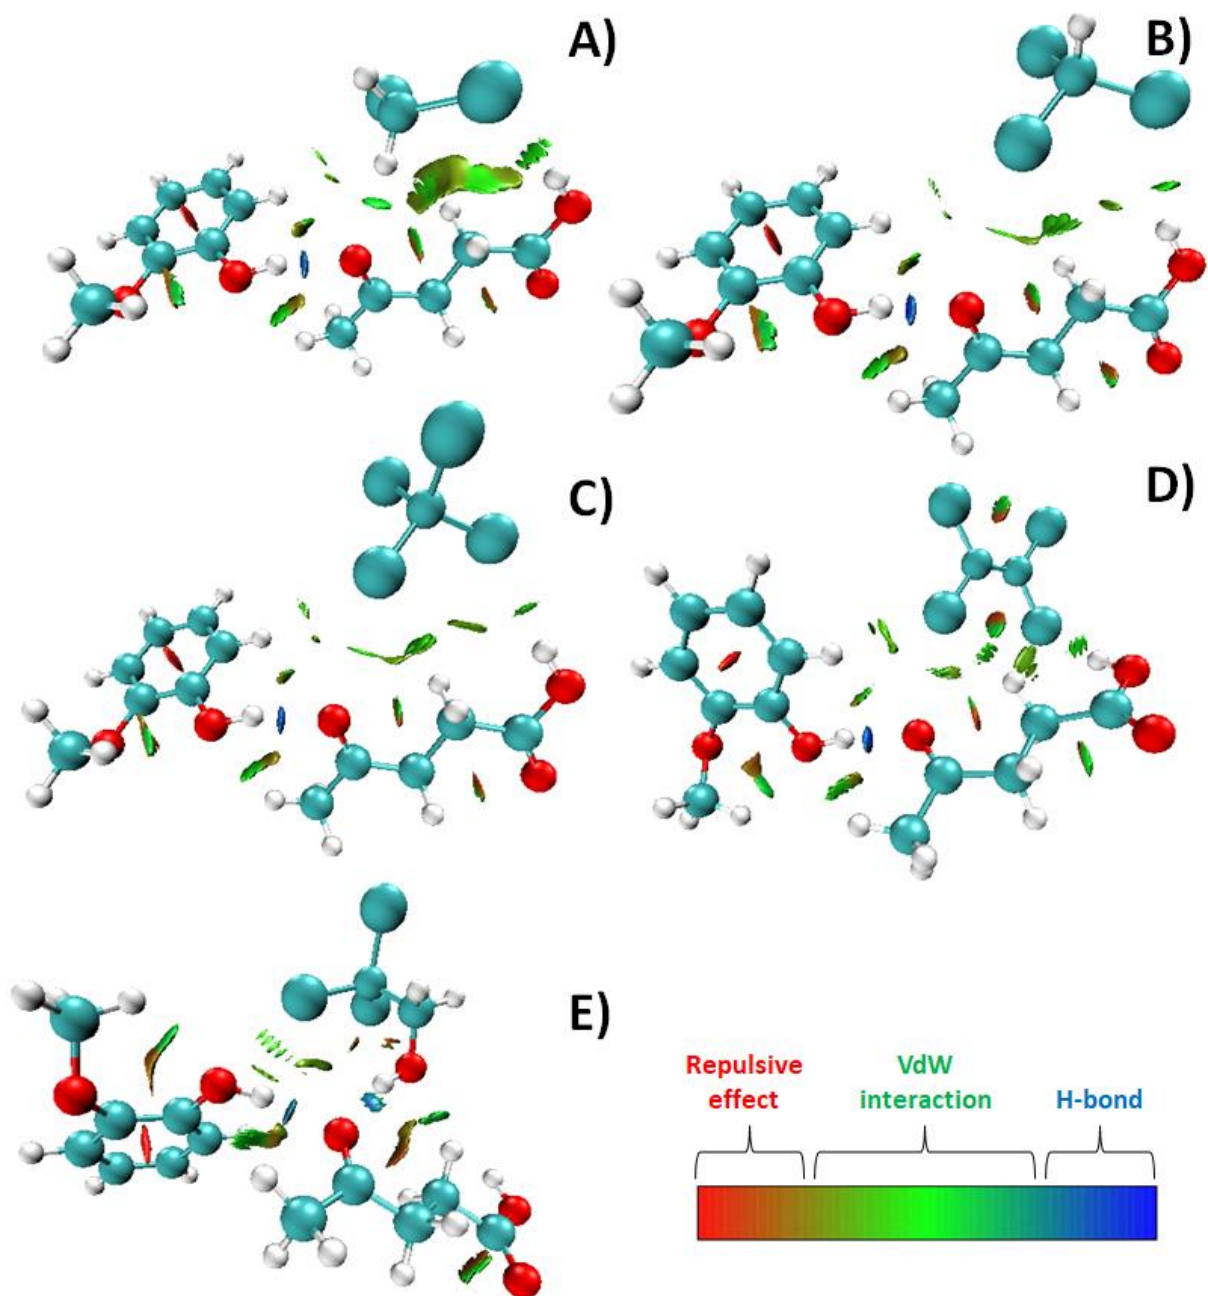 A)
B)
C)
D)
E)
Repulsive effect
VdW interaction
H-bond